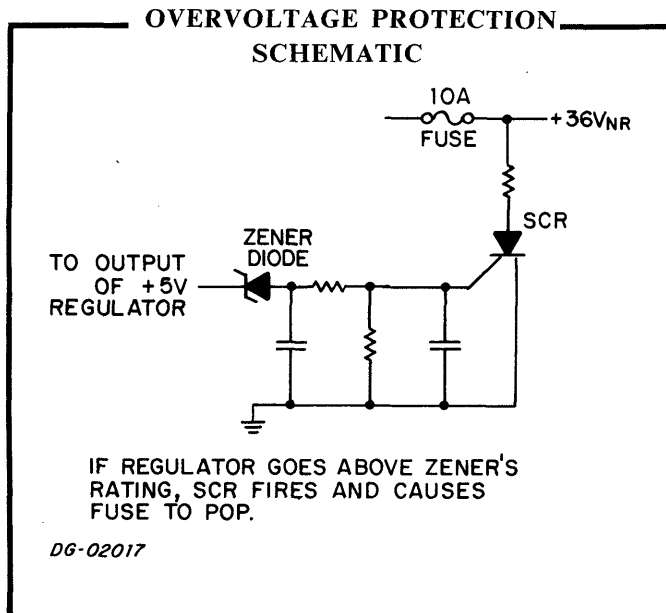 OVERVOLTAGE PROTECTION
SCHEMATIC
10A
FUSE
+36VNR
SCR
ZENER
DIODE
TO OUTPUT
OF +5V
REGULATOR
IF REGULATOR GOES ABOVE ZENER'S
RATING, SCR FIRES AND CAUSES
FUSE TO POP.
DG-02017